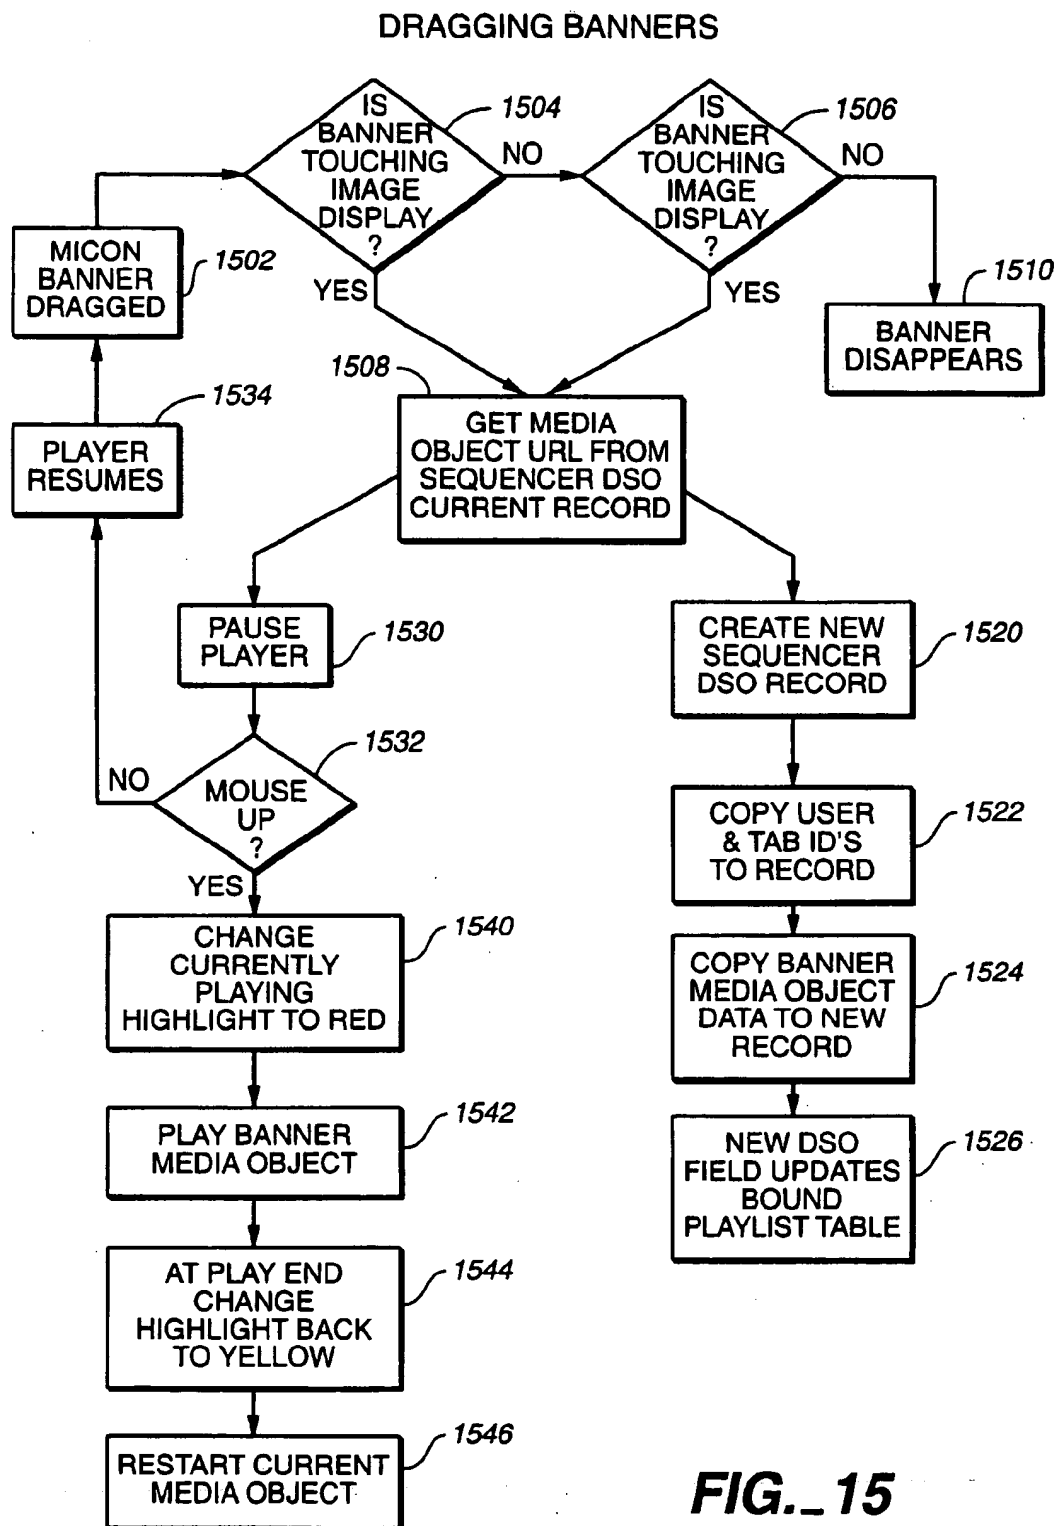 DRAGGING BANNERS
IS
BANNER
TOUCHING
IMAGE
DISPLAY
?
1504
NO
YES
IS
BANNER
TOUCHING
IMAGE
DISPLAY
?
1506
NO
YES
MICON
BANNER
DRAGGED
1502
1510
BANNER
DISAPPEARS
1508
GET MEDIA
OBJECT URL FROM
SEQUENCER DSO
CURRENT RECORD
1534
PLAYER
RESUMES
PAUSE
PLAYER
1530
CREATE NEW
SEQUENCER
DSO RECORD
1520
MOUSE
UP
?
1532
NO
YES
COPY USER
& TAB ID'S
TO RECORD
1522
CHANGE
CURRENTLY
PLAYING
HIGHLIGHT TO RED
1540
COPY BANNER
MEDIA OBJECT
DATA TO NEW
RECORD
1524
PLAY BANNER
MEDIA OBJECT
1542
NEW DSO
FIELD UPDATES
BOUND
PLAYLIST TABLE
1526
AT PLAY END
CHANGE
HIGHLIGHT BACK
TO YELLOW
1544
RESTART CURRENT
MEDIA OBJECT
1546
FIG._15